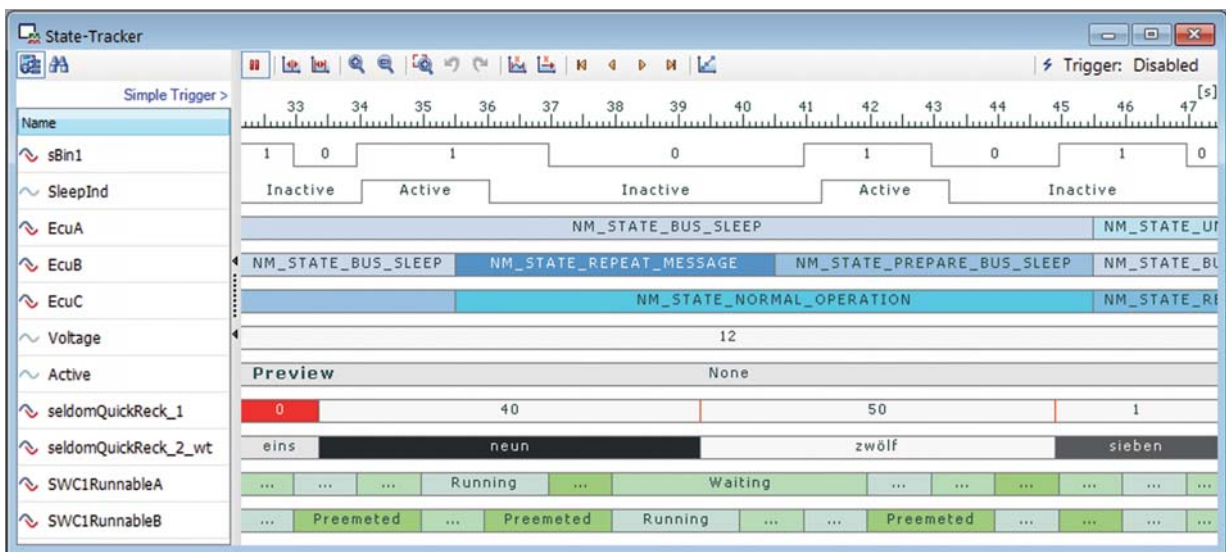 State-Tracker
Trigger: Disabled
Simple Trigger >
[s]
33 34 35 36 37 38 39 40 41 42 43 44 45 46 47
Name
sBin1 1 0 1 0 1 0 1 0
SleepInd Inactive Active Inactive Active Inactive
EcuA NM_STATE_BUS_SLEEP NM_STATE_UN
EcuB NM_STATE_BUS_SLEEP NM_STATE_REPEAT_MESSAGE NM_STATE_PREPARE_BUS_SLEEP NM_STATE_BU
EcuC NM_STATE_NORMAL_OPERATION NM_STATE_RE
Voltage 12
Active Preview None
seldomQuickReck_1 0 40 50 1
seldomQuickReck_2_wt eins neun zwölf sieben
SWC1RunnableA ... ... ... Running ... Waiting ... ... ... ... ... ...
SWC1RunnableB ... Preemeted ... Preemeted Running ... ... Preemeted ... ... ... ...